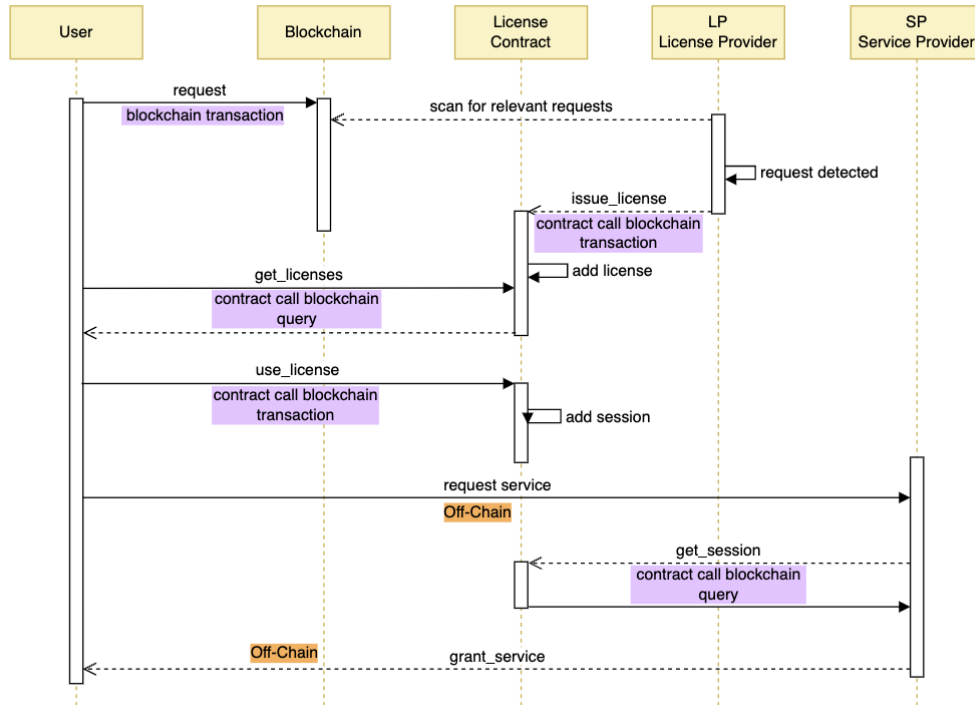 User
Blockchain
License
Contract
LP
License Provider
SP
Service Provider
request
blockchain transaction
scan for relevant requests
request detected
issue_license
contract call blockchain
transaction
add license
get_licenses
contract call blockchain
query
use_license
contract call blockchain
transaction
add session
request service
Off-Chain
get_session
contract call blockchain
query
Off-Chain
grant_service